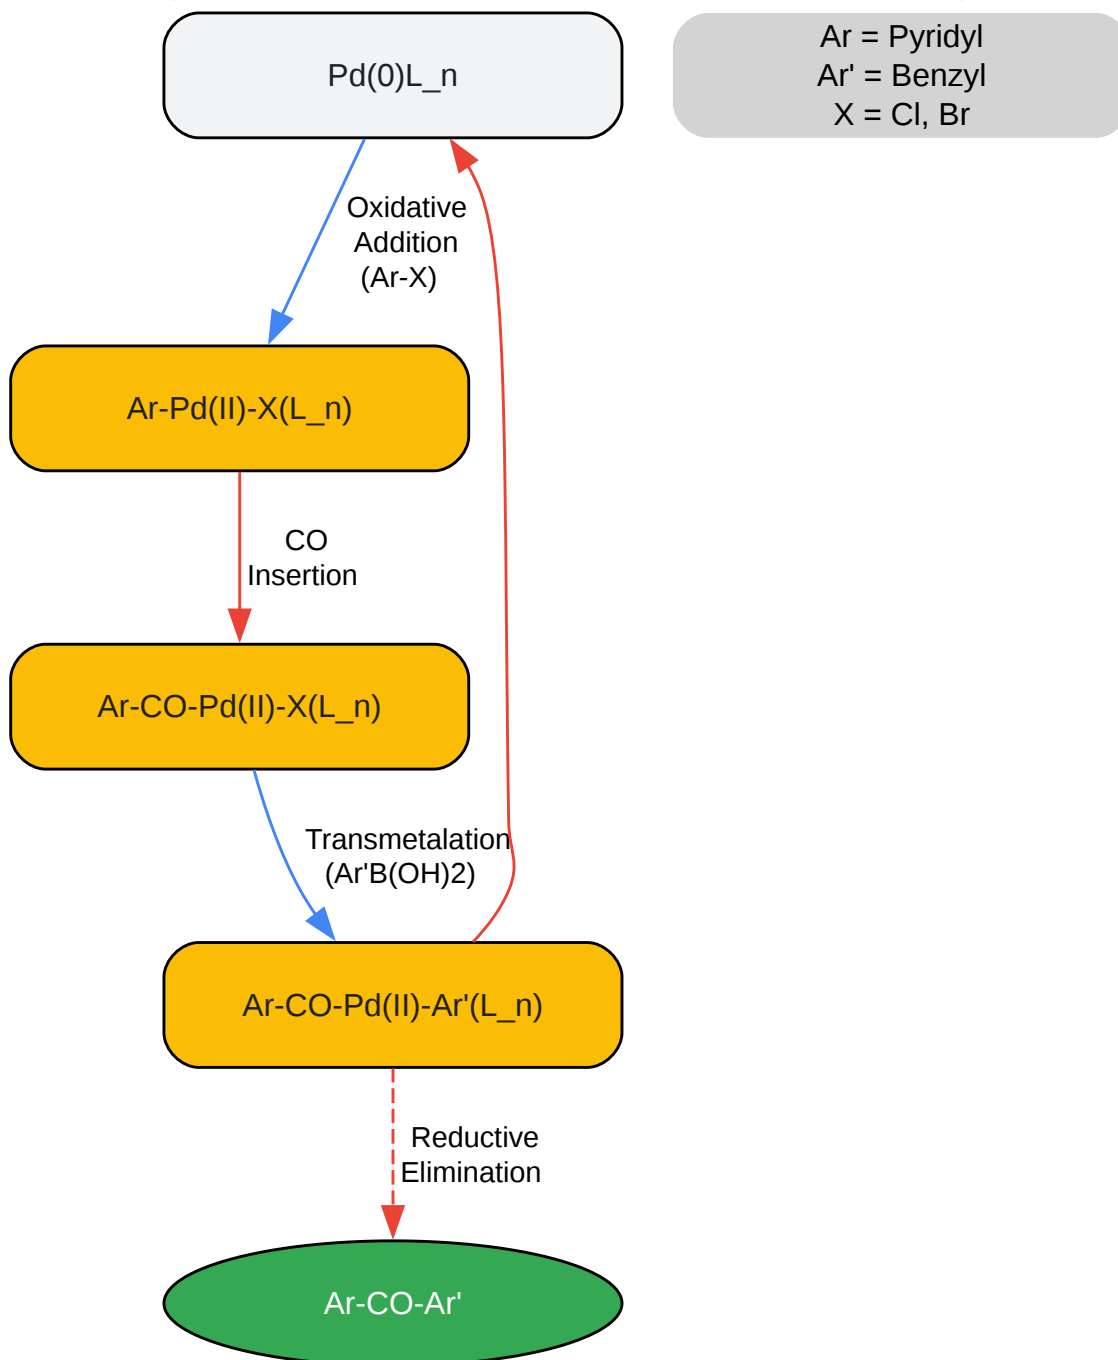 Pd(0)L_n
Ar = Pyridyl
Ar' = Benzyl
X = Cl, Br
Oxidative
Addition
(Ar-X)
Ar-Pd(II)-X(L_n)
CO
Insertion
Ar-CO-Pd(II)-X(L_n)
Transmetalation
(Ar'B(OH)2)
Ar-CO-Pd(II)-Ar'(L_n)
Reductive
Elimination
Ar-CO-Ar'